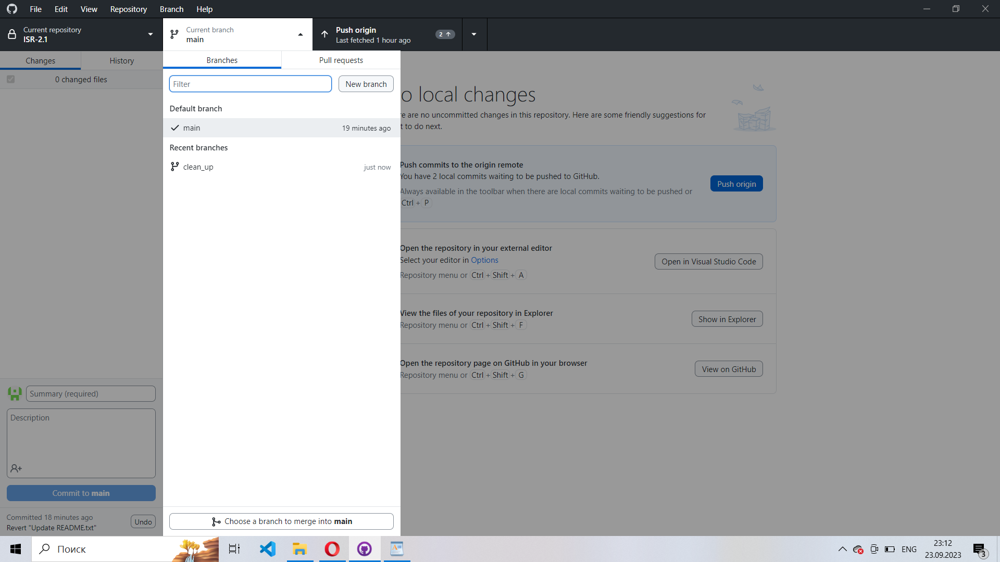 File Edit View Repository Branch Help
Current repository
ISR-2.1
Current branch
main
Push origin
Last fetched 1 hour ago
2
Changes
History
0 changed files
Branches
Pull requests
Filter
New branch
Default branch
main
19 minutes ago
Recent branches
clean_up
just now
Choose a branch to merge into main
o local changes
re are no uncommitted changes in this repository. Here are some friendly suggestions for
t to do next.
Push commits to the origin remote
You have 2 local commits waiting to be pushed to GitHub.
Always available in the toolbar when there are local commits waiting to be pushed or
Ctrl + P
Push origin
Open the repository in your external editor
Select your editor in Options
Repository menu or Ctrl + Shift + A
Open in Visual Studio Code
View the files of your repository in Explorer
Repository menu or Ctrl + Shift + F
Show in Explorer
Open the repository page on GitHub in your browser
Repository menu or Ctrl + Shift + G
View on GitHub
Summary (required)
Description
Commit to main
Committed 18 minutes ago
Revert "Update README.txt"
Undo
Поиск
ENG
23:12
23.09.2023
3